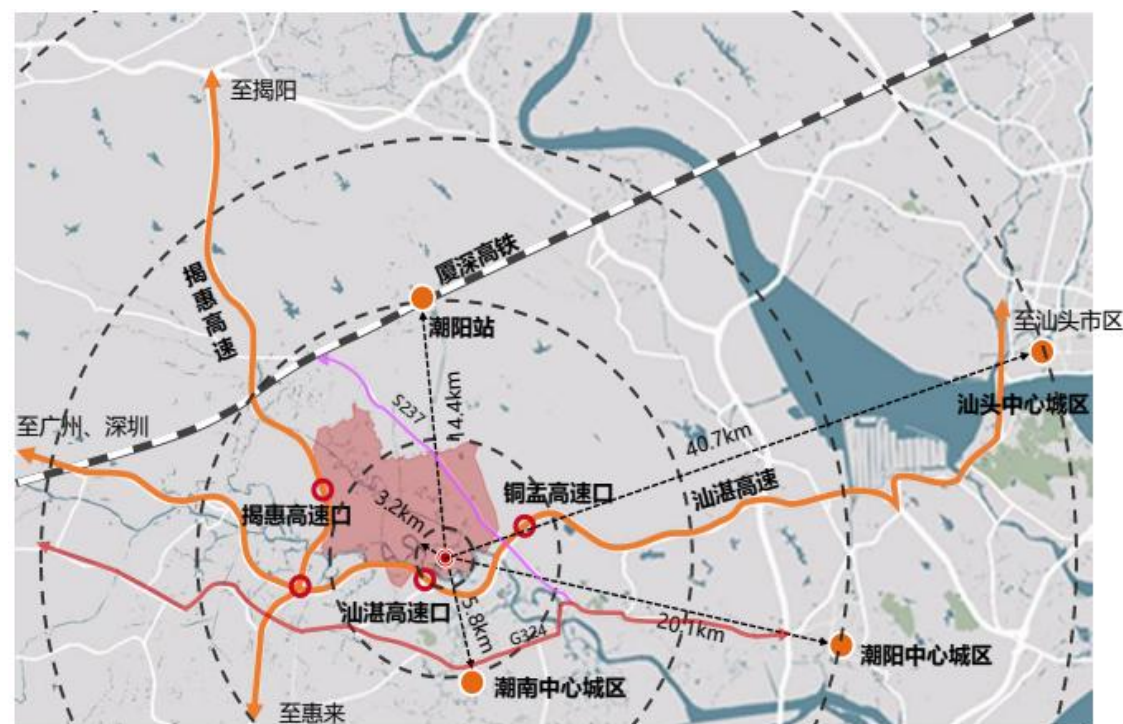 至揭阳
厦深高铁
揭惠高速
潮阳站
至汕头市区
14.4km
S237
汕头中心城区
至广州、深圳
40.7km
铜盂高速口
汕湛高速
3.2km
揭惠高速口
汕湛高速口
5.8km
G324
20.1km
潮阳中心城区
潮南中心城区
至惠来